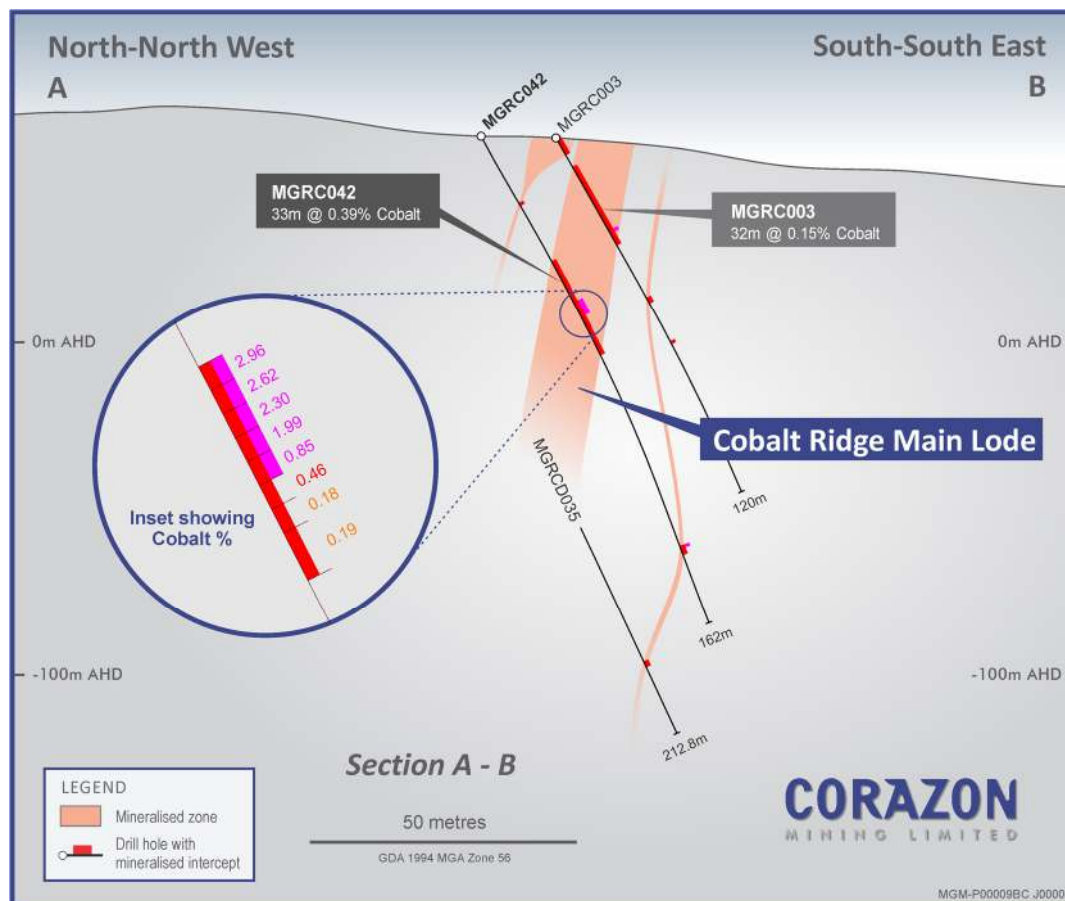 North-North West
A
South-South East
B
MGRC042
MGRC003
MGRC042
33m @ 0.39% Cobalt
MGRC003
32m @ 0.15% Cobalt
0m AHD
0m AHD
2.96
2.62
2.30
1.99
0.85
0.46
0.18
0.19
Inset showing
Cobalt %
Cobalt Ridge Main Lode
MGRCD035
120m
162m
212.8m
-100m AHD
-100m AHD
Section A - B
50 metres
GDA 1994 MGA Zone 56
LEGEND
Mineralised zone
Drill hole with
mineralised intercept
CORAZON
MINING LIMITED
MGM-P00009BC J0000